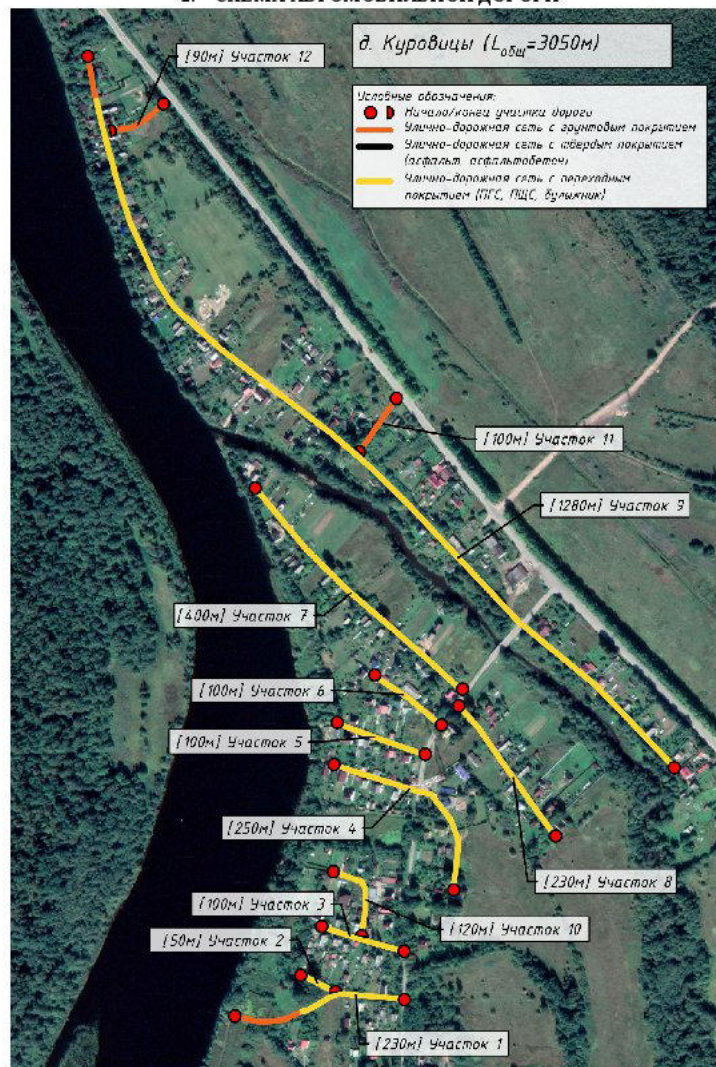 д. Куровицы (Lобщ=3050м)
Условные обозначения:
Начало/конец участка дороги
Улично-дорожная сеть с грунтовым покрытием
Улично-дорожная сеть с твердым покрытием
(асфальт, асфальтобетон)
Улично-дорожная сеть с переходным
покрытием (ПГС, ПЩС, булыжник)
[90м] Участок 12
[100м] Участок 11
[1280м] Участок 9
[400м] Участок 7
[100м] Участок 6
[100м] Участок 5
[250м] Участок 4
[230м] Участок 8
[100м] Участок 3
[120м] Участок 10
[50м] Участок 2
[230м] Участок 1